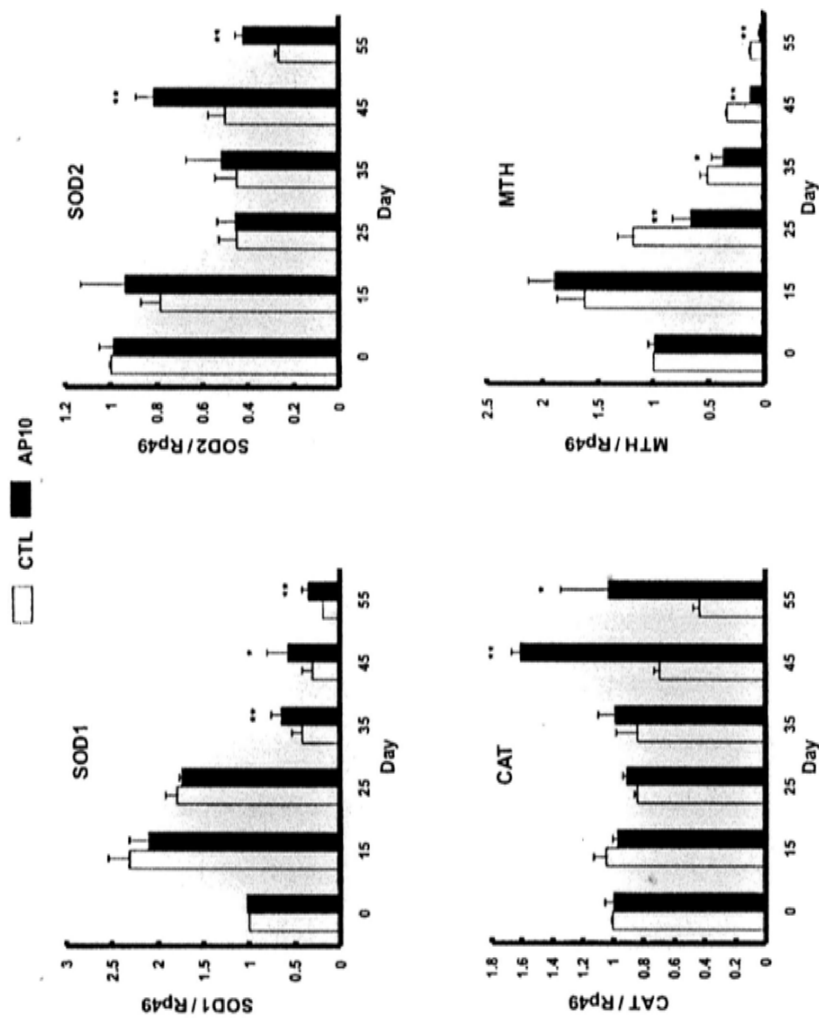 CTL AP10
SOD1
SOD1 / Rp49
3
2.5
2
1.5
1
0.5
0
** * **
0 15 25 35 45 55
Day
SOD2
SOD2 / Rp49
1.2
1
0.8
0.6
0.4
0.2
0
** **
0 15 25 35 45 55
Day
CAT
CAT / Rp49
1.8
1.6
1.4
1.2
1
0.8
0.6
0.4
0.2
0
** *
0 15 25 35 45 55
Day
MTH
MTH / Rp49
2.5
2
1.5
1
0.5
0
** * ** **
0 15 25 35 45 55
Day